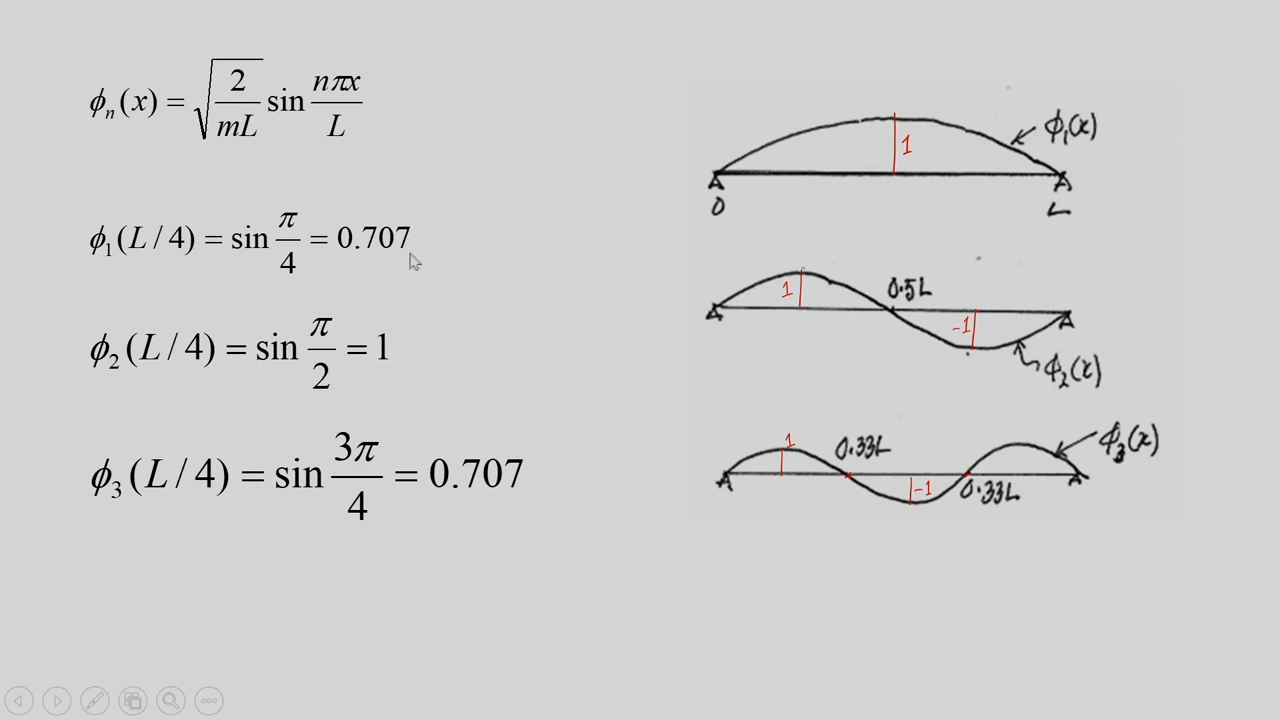 ϕₙ(x) = √(2/mL) sin nπx/L
ϕ₁(L/4) = sin π/4 = 0.707
ϕ₂(L/4) = sin π/2 = 1
ϕ₃(L/4) = sin 3π/4 = 0.707
1
ϕ₁(x)
0
L
1
0.5L
-1
ϕ₂(x)
1
0.33L
-1
0.33L
ϕ₃(x)